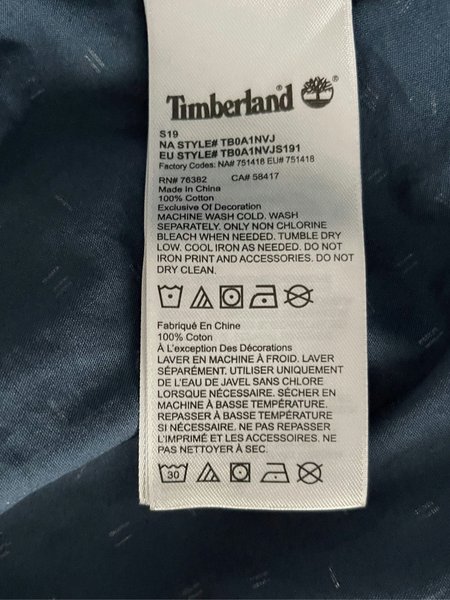 Timberland
S19
NA STYLE# TB0A1NVJ
EU STYLE# TB0A1NVJS191
Factory Codes: NA# 751418 EU# 751418
RN# 76382 CA# 58417
Made In China
100% Cotton
Exclusive Of Decoration
MACHINE WASH COLD. WASH
SEPARATELY. ONLY NON CHLORINE
BLEACH WHEN NEEDED. TUMBLE DRY
LOW. COOL IRON AS NEEDED. DO NOT
IRON PRINT AND ACCESSORIES. DO NOT
DRY CLEAN.
Fabriqué En Chine
100% Coton
À L'exception Des Décorations
LAVER EN MACHINE À FROID. LAVER
SÉPARÉMENT. UTILISER UNIQUEMENT
DE L'EAU DE JAVEL SANS CHLORE
LORSQUE NÉCESSAIRE. SÉCHER EN
MACHINE À BASSE TEMPÉRATURE.
REPASSER À BASSE TEMPÉRATURE
SI NÉCESSAIRE. NE PAS REPASSER
L'IMPRIMÉ ET LES ACCESSOIRES. NE
PAS NETTOYER À SEC.
30